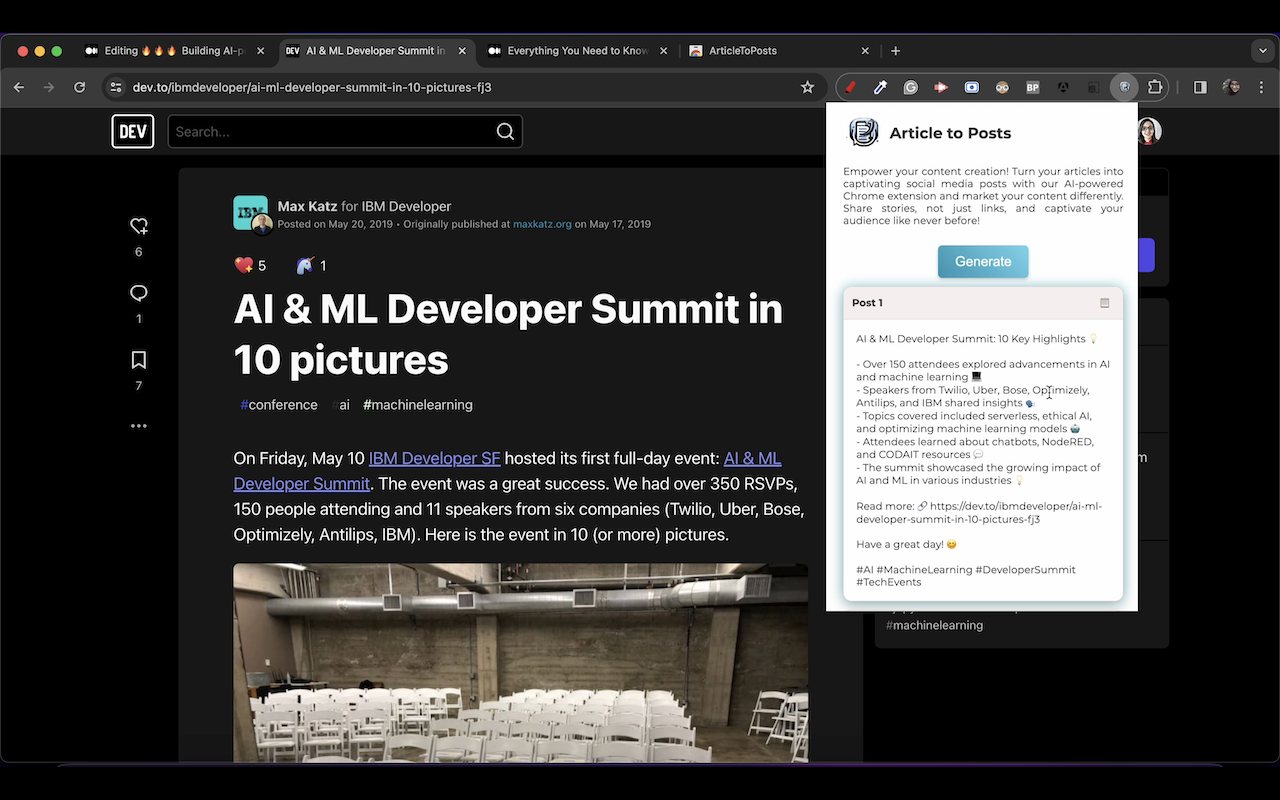 Editing 🔥🔥🔥 Building AI-p
AI & ML Developer Summit in
Everything You Need to Know
ArticleToPosts
dev.to/ibmdeveloper/ai-ml-developer-summit-in-10-pictures-fj3
BP
DEV
Search...
6
1
7
IBM
Max Katz for IBM Developer
Posted on May 20, 2019 • Originally published at maxkatz.org on May 17, 2019
💖 5 🦄 1
AI & ML Developer Summit in
10 pictures
#conference #ai #machinelearning
On Friday, May 10 IBM Developer SF hosted its first full-day event: AI & ML
Developer Summit. The event was a great success. We had over 350 RSVPs,
150 people attending and 11 speakers from six companies (Twilio, Uber, Bose,
Optimizely, Antilips, IBM). Here is the event in 10 (or more) pictures.
Article to Posts
Empower your content creation! Turn your articles into
captivating social media posts with our AI-powered
Chrome extension and market your content differently.
Share stories, not just links, and captivate your
audience like never before!
Generate
Post 1
AI & ML Developer Summit: 10 Key Highlights 💡
- Over 150 attendees explored advancements in AI
and machine learning 💻
- Speakers from Twilio, Uber, Bose, Optimizely,
Antilips, and IBM shared insights 🗣️
- Topics covered included serverless, ethical AI,
and optimizing machine learning models 🤖
- Attendees learned about chatbots, NodeRED,
and CODAIT resources 💬
- The summit showcased the growing impact of
AI and ML in various industries 💡
Read more: 🔗 https://dev.to/ibmdeveloper/ai-ml-
developer-summit-in-10-pictures-fj3
Have a great day! 😊
#AI #MachineLearning #DeveloperSummit
#TechEvents
#machinelearning